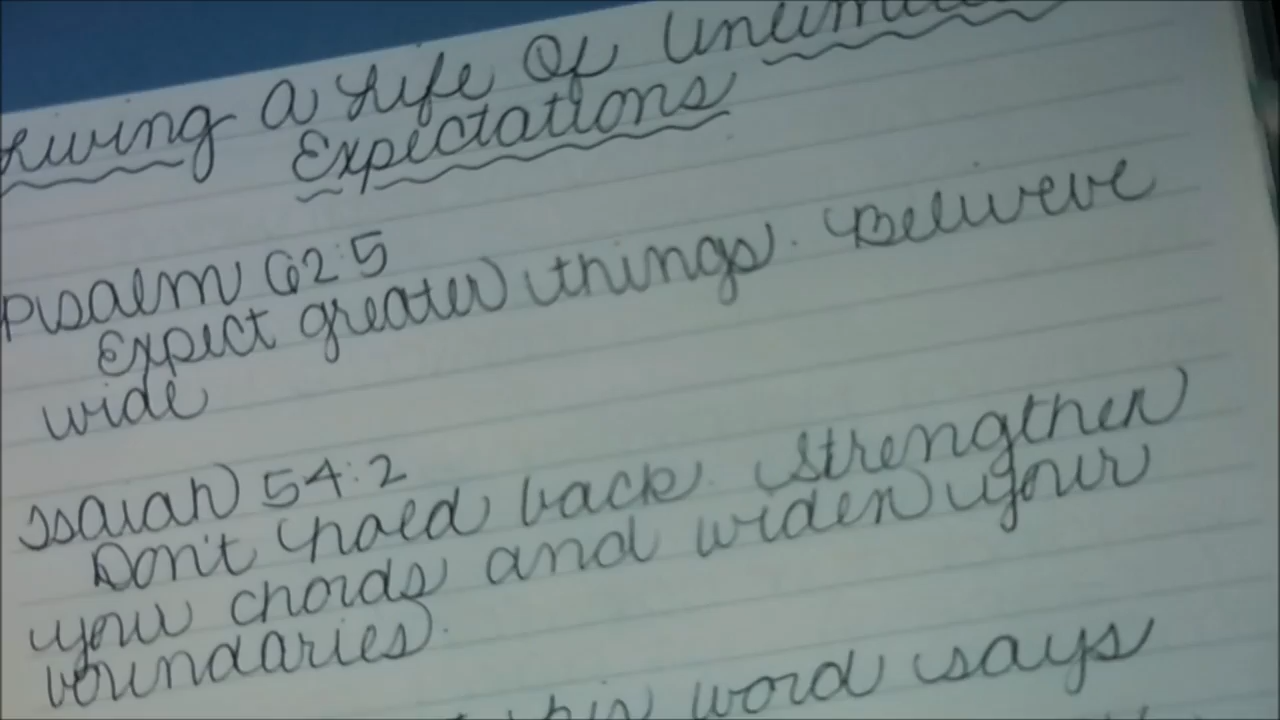 Living a Life Of
Expectations
Psalm 62:5
Expect greater things. Beliveve
wide
Isaiah 54:2
Don't hold back. Strengthen
your chords and widen your
boundaries.
word says